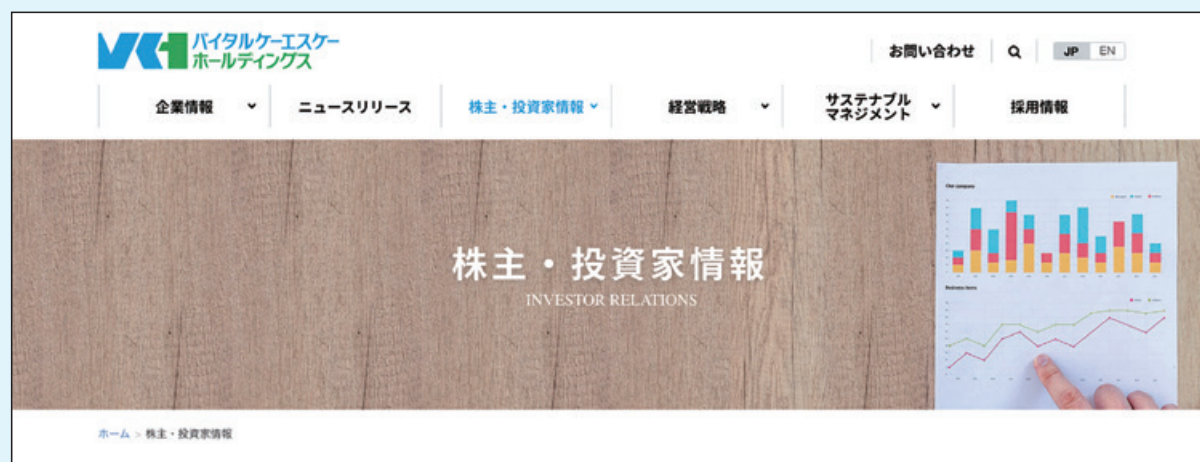 バイタルケーエスケー
ホールディングス
お問い合わせ
JP EN
企業情報
ニュースリリース
株主・投資家情報
経営戦略
サステナブル
マネジメント
採用情報
株主・投資家情報
INVESTOR RELATIONS
Our company
Business items
ホーム > 株主・投資家情報